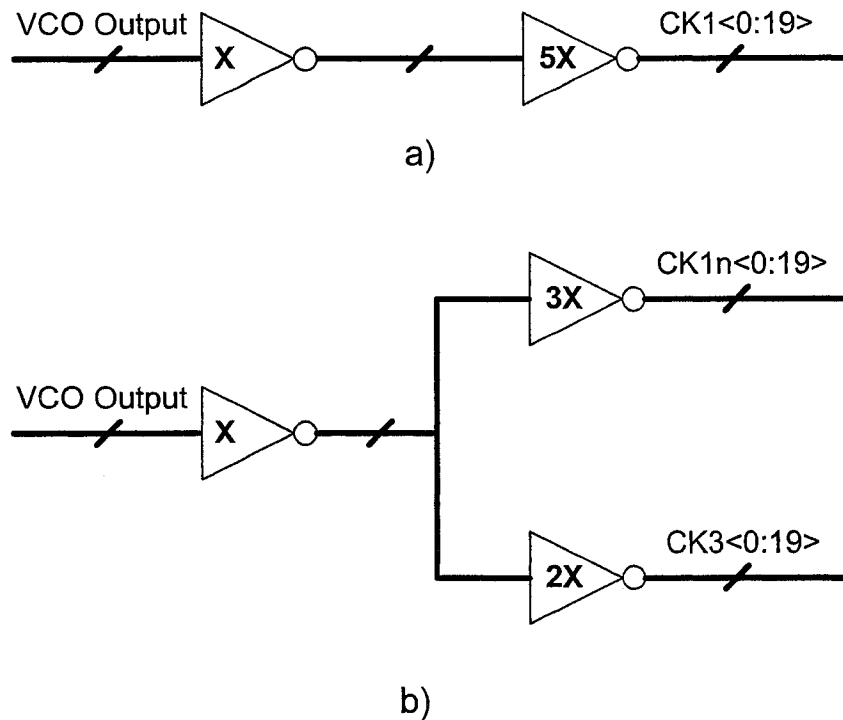 VCO Output
X
5X
CK1<0:19>
a)
3X
CK1n<0:19>
VCO Output
X
2X
CK3<0:19>
b)